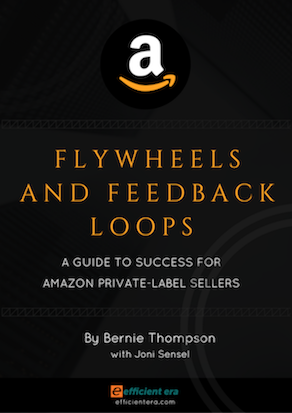 a
FLYWHEELS
AND FEEDBACK
LOOPS
A GUIDE TO SUCCESS FOR
AMAZON PRIVATE-LABEL SELLERS
By Bernie Thompson
with Joni Sensel
e efficient era
efficientera.com